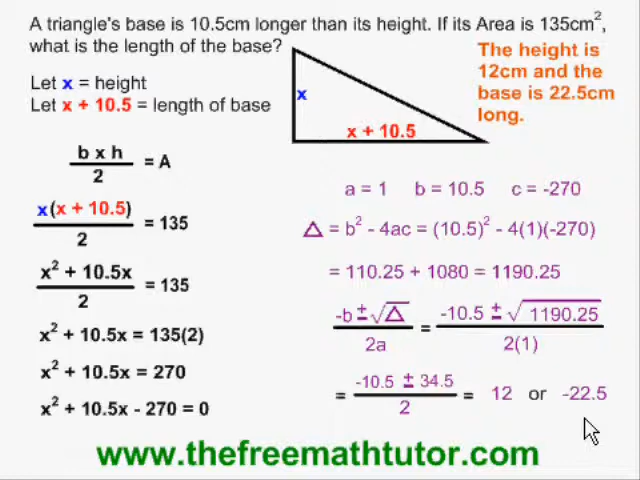 A triangle's base is 10.5cm longer than its height. If its Area is 135cm²,
what is the length of the base?
The height is
12cm and the
base is 22.5cm
long.
Let x = height
Let x + 10.5 = length of base
x
x + 10.5
b x h
2
= A
x(x + 10.5)
2
= 135
x² + 10.5x
2
= 135
x² + 10.5x = 135(2)
x² + 10.5x = 270
x² + 10.5x - 270 = 0
a = 1 b = 10.5 c = -270
△ = b² - 4ac = (10.5)² - 4(1)(-270)
= 110.25 + 1080 = 1190.25
-b ± √△
2a
=
-10.5 ± √1190.25
2(1)
=
-10.5 ± 34.5
2
= 12 or -22.5
www.thefreemathtutor.com